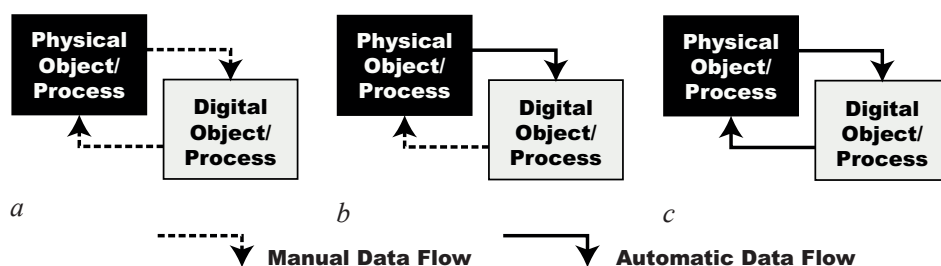 Physical
Object/
Process
Digital
Object/
Process
a
Physical
Object/
Process
Digital
Object/
Process
b
Physical
Object/
Process
Digital
Object/
Process
c
Manual Data Flow
Automatic Data Flow